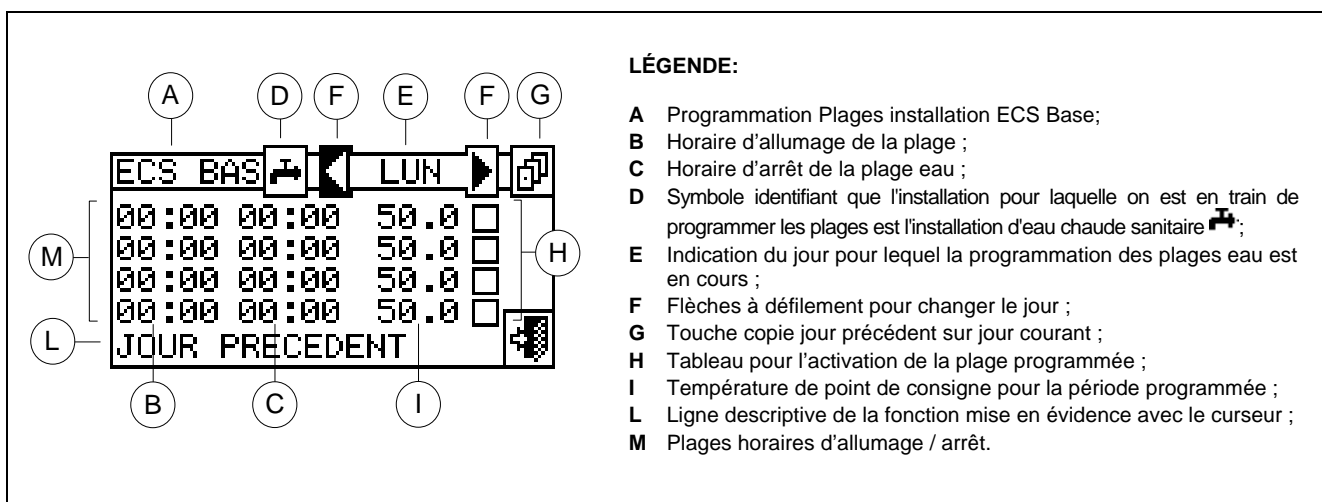 A D F E F G
ECS BAS LUN
00:00 00:00 50.0
00:00 00:00 50.0
00:00 00:00 50.0
00:00 00:00 50.0
JOUR PRECEDENT
M
H
L
B C I
LÉGENDE:
A Programmation Plages installation ECS Base;
B Horaire d'allumage de la plage ;
C Horaire d'arrêt de la plage eau ;
D Symbole identifiant que l'installation pour laquelle on est en train de
programmer les plages est l'installation d'eau chaude sanitaire ;
E Indication du jour pour lequel la programmation des plages eau est
en cours ;
F Flèches à défilement pour changer le jour ;
G Touche copie jour précédent sur jour courant ;
H Tableau pour l'activation de la plage programmée ;
I Température de point de consigne pour la période programmée ;
L Ligne descriptive de la fonction mise en évidence avec le curseur ;
M Plages horaires d'allumage / arrêt.